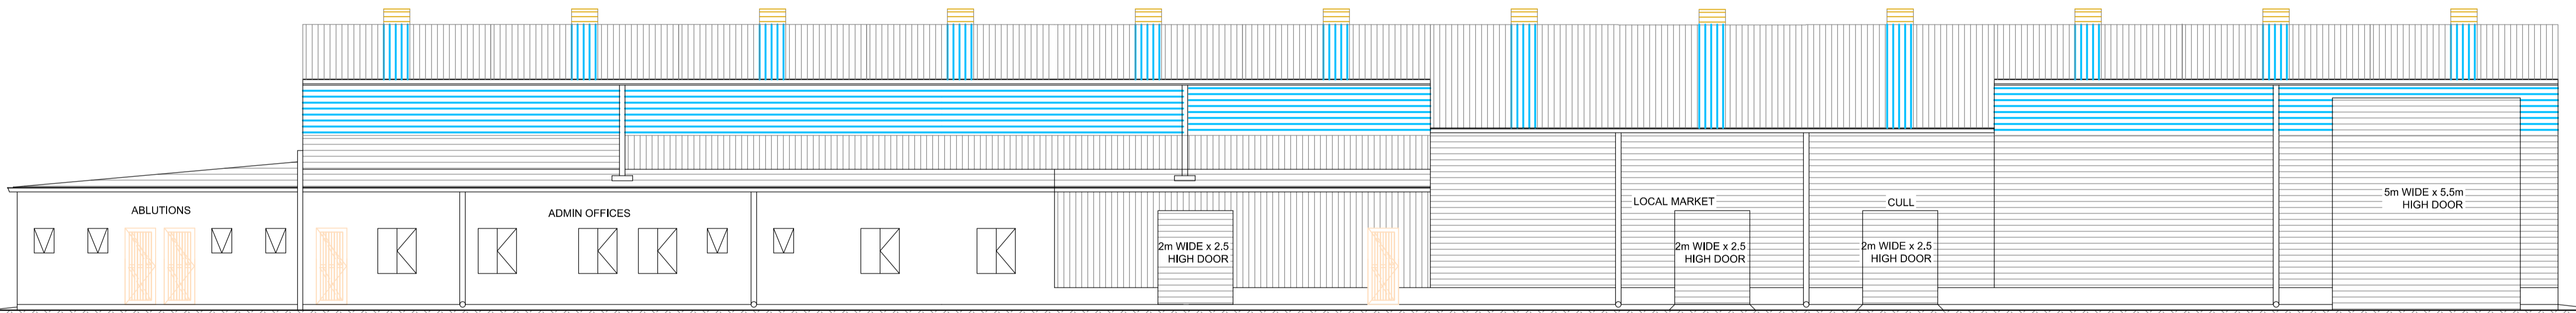 ABLUTIONS
ADMIN OFFICES
2m WIDE x 2.5
HIGH DOOR
LOCAL MARKET
2m WIDE x 2.5
HIGH DOOR
CULL
2m WIDE x 2.5
HIGH DOOR
5m WIDE x 5,5m
HIGH DOOR